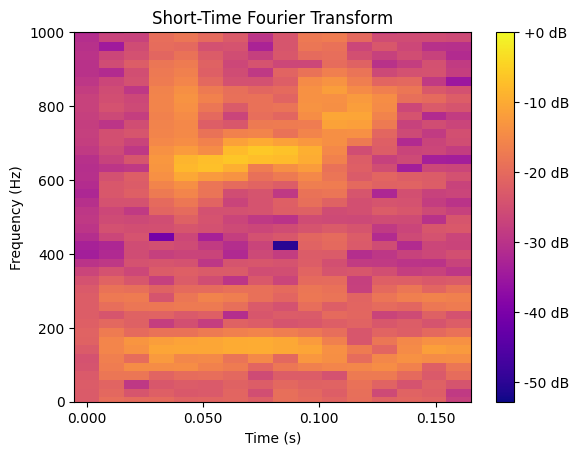 Short-Time Fourier Transform
Frequency (Hz)
1000
800
600
400
200
0
0.000
0.050
0.100
0.150
Time (s)
+0 dB
-10 dB
-20 dB
-30 dB
-40 dB
-50 dB